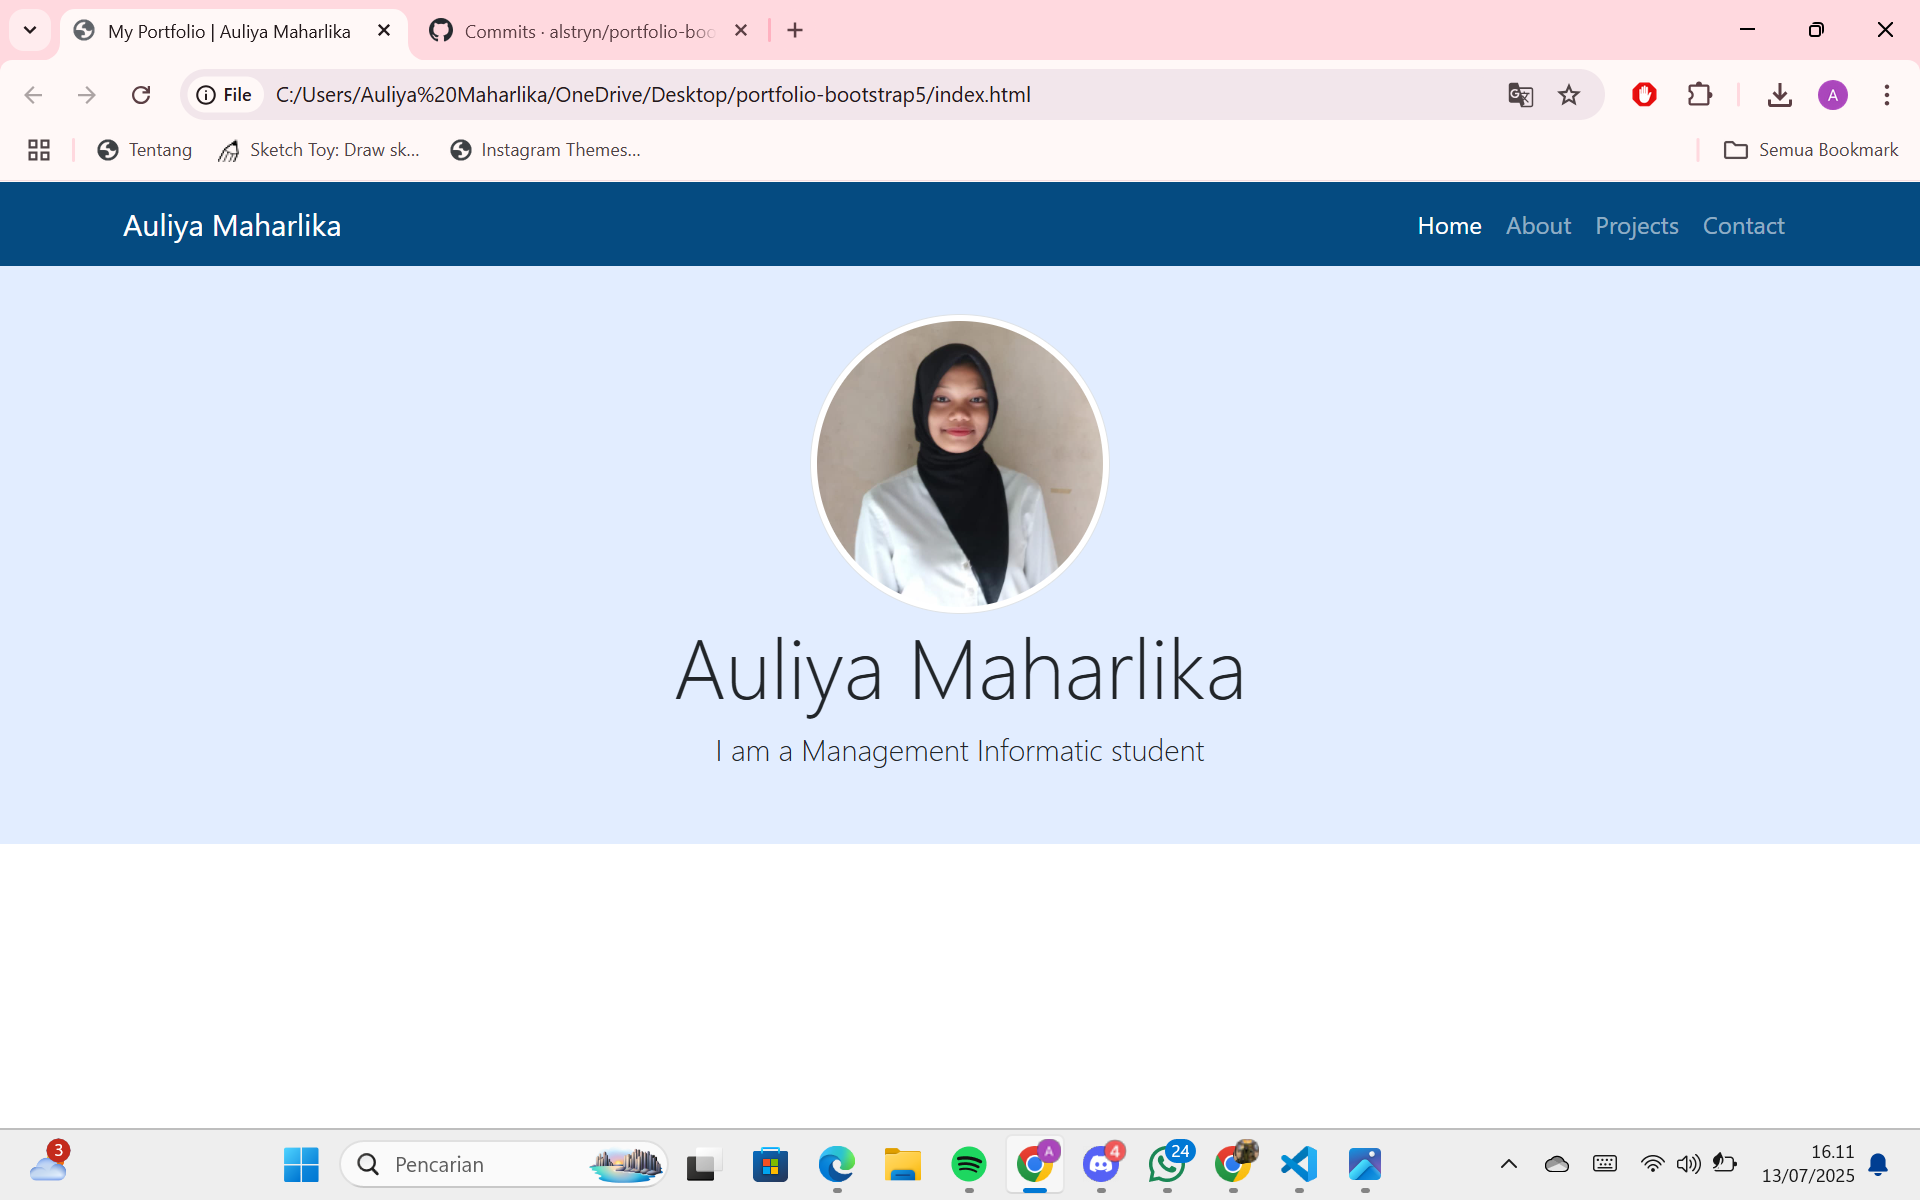 My Portfolio | Auliya Maharlika
Commits · alstryn/portfolio-boo
File
C:/Users/Auliya%20Maharlika/OneDrive/Desktop/portfolio-bootstrap5/index.html
A
Tentang
Sketch Toy: Draw sk...
Instagram Themes...
Semua Bookmark
Auliya Maharlika
Home
About
Projects
Contact
Auliya Maharlika
I am a Management Informatic student
3
Pencarian
A
4
24
16.11
13/07/2025